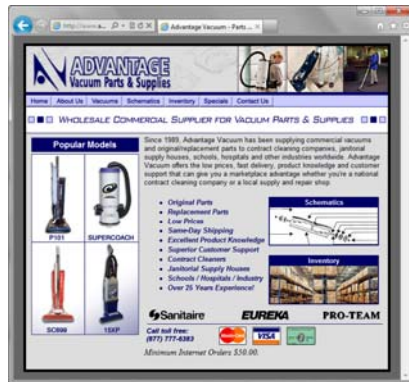 Advantage Vacuum - Parts ...
ADVANTAGE
Vacuum Parts & Supplies
Home About Us Vacuums Schematics Inventory Specials Contact Us
WHOLESALE COMMERCIAL SUPPLIER FOR VACUUM PARTS & SUPPLIES
Popular Models
P101 SUPERCOACH
SC899 15XP
Since 1989, Advantage Vacuum has been supplying commercial vacuums
and original/replacement parts to contract cleaning companies, janitorial
supply houses, schools, hospitals and other industries worldwide. Advantage
Vacuum offers the low prices, fast delivery, product knowledge and customer
support that can give you a marketplace advantage whether you're a national
contract cleaning company or a local supply and repair shop.
• Original Parts
• Replacement Parts
• Low Prices
• Same-Day Shipping
• Excellent Product Knowledge
• Superior Customer Support
• Contract Cleaners
• Janitorial Supply Houses
• Schools / Hospitals / Industry
• Over 25 Years Experience!
Schematics
Inventory
Sanitaire EUREKA PRO-TEAM
Call toll free:
(877) 777-6383
MasterCard VISA
Minimum Internet Orders $50.00.